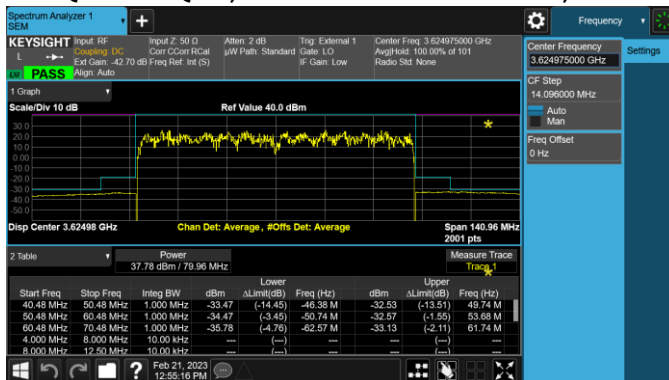 Spectrum Analyzer 1
SEM
+
Frequency
KEYSIGHT Input: RF Input Z: 50 Ω Atten: 2 dB Trig: External 1 Center Freq: 3.624975000 GHz
L Coupling: DC Corr CCorr RCal µW Path: Standard Gate: LO Avg|Hold: 100.00% of 101
Ext Gain: -42.70 dB Freq Ref: Int (S) IF Gain: Low Radio Std: None
PASS Align: Auto
Center Frequency
3.624975000 GHz
Settings
CF Step
14.096000 MHz
Auto
Man
Freq Offset
0 Hz
1 Graph
Scale/Div 10 dB Ref Value 40.0 dBm
30.0
20.0
10.0
0.00
-10.0
-20.0
-30.0
-40.0
-50.0
Disp Center 3.62498 GHz Chan Det: Average, #Offs Det: Average Span 140.96 MHz
2001 pts
2 Table Power Measure Trace
37.78 dBm / 79.96 MHz Trace 1
Lower Upper
Start Freq Stop Freq Integ BW dBm ΔLimit(dB) Freq (Hz) dBm ΔLimit(dB) Freq (Hz)
40.48 MHz 50.48 MHz 1.000 MHz -33.47 (-14.45) -46.38 M -32.53 (-13.51) 49.74 M
50.48 MHz 60.48 MHz 1.000 MHz -34.47 (-3.45) -50.74 M -32.57 (-1.55) 53.68 M
60.48 MHz 70.48 MHz 1.000 MHz -35.78 (-4.76) -62.57 M -33.13 (-2.11) 61.74 M
4.000 MHz 8.000 MHz 10.00 kHz --- (---) --- (---)
8.000 MHz 12.50 MHz 10.00 kHz --- (---) --- (---)
? Feb 21, 2023
12:55:16 PM